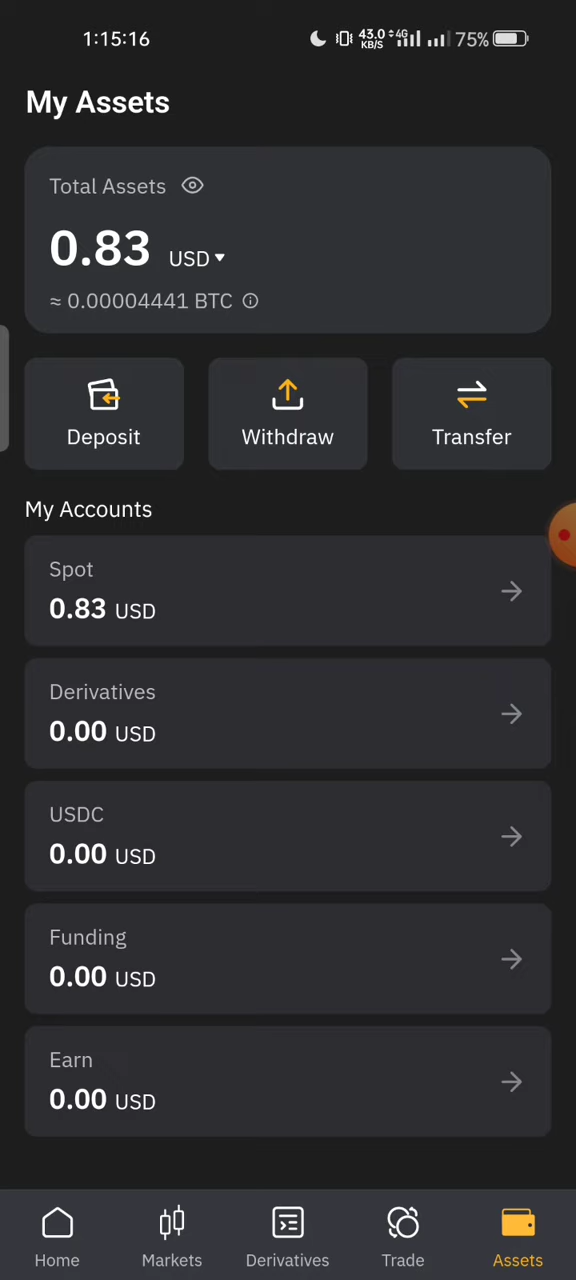 1:15:16 43.0 KB/S 4G 75%
My Assets
Total Assets
0.83 USD
≈ 0.00004441 BTC
Deposit Withdraw Transfer
My Accounts
Spot
0.83 USD
Derivatives
0.00 USD
USDC
0.00 USD
Funding
0.00 USD
Earn
0.00 USD
Home Markets Derivatives Trade Assets